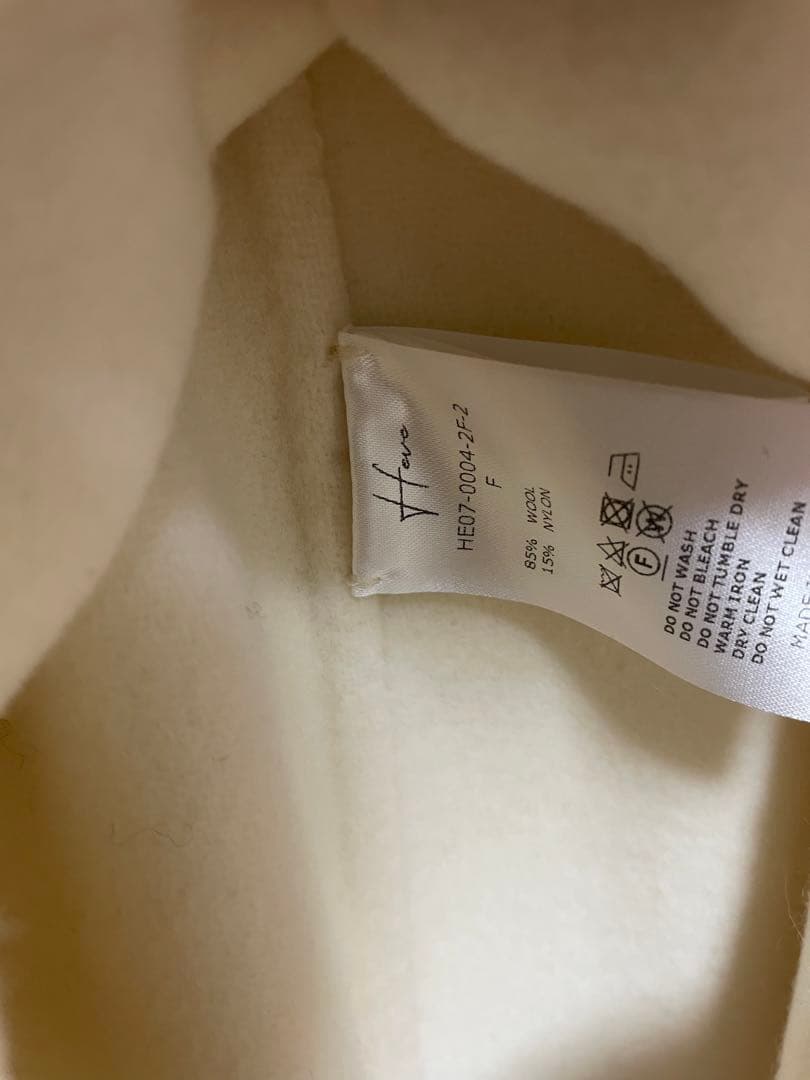 Heve
HE07-0004-2F-2
F
85% WOOL
15% NYLON
F
W
DO NOT WASH
DO NOT BLEACH
DO NOT TUMBLE DRY
WARM IRON
DRY CLEAN
DO NOT WET CLEAN
MADE